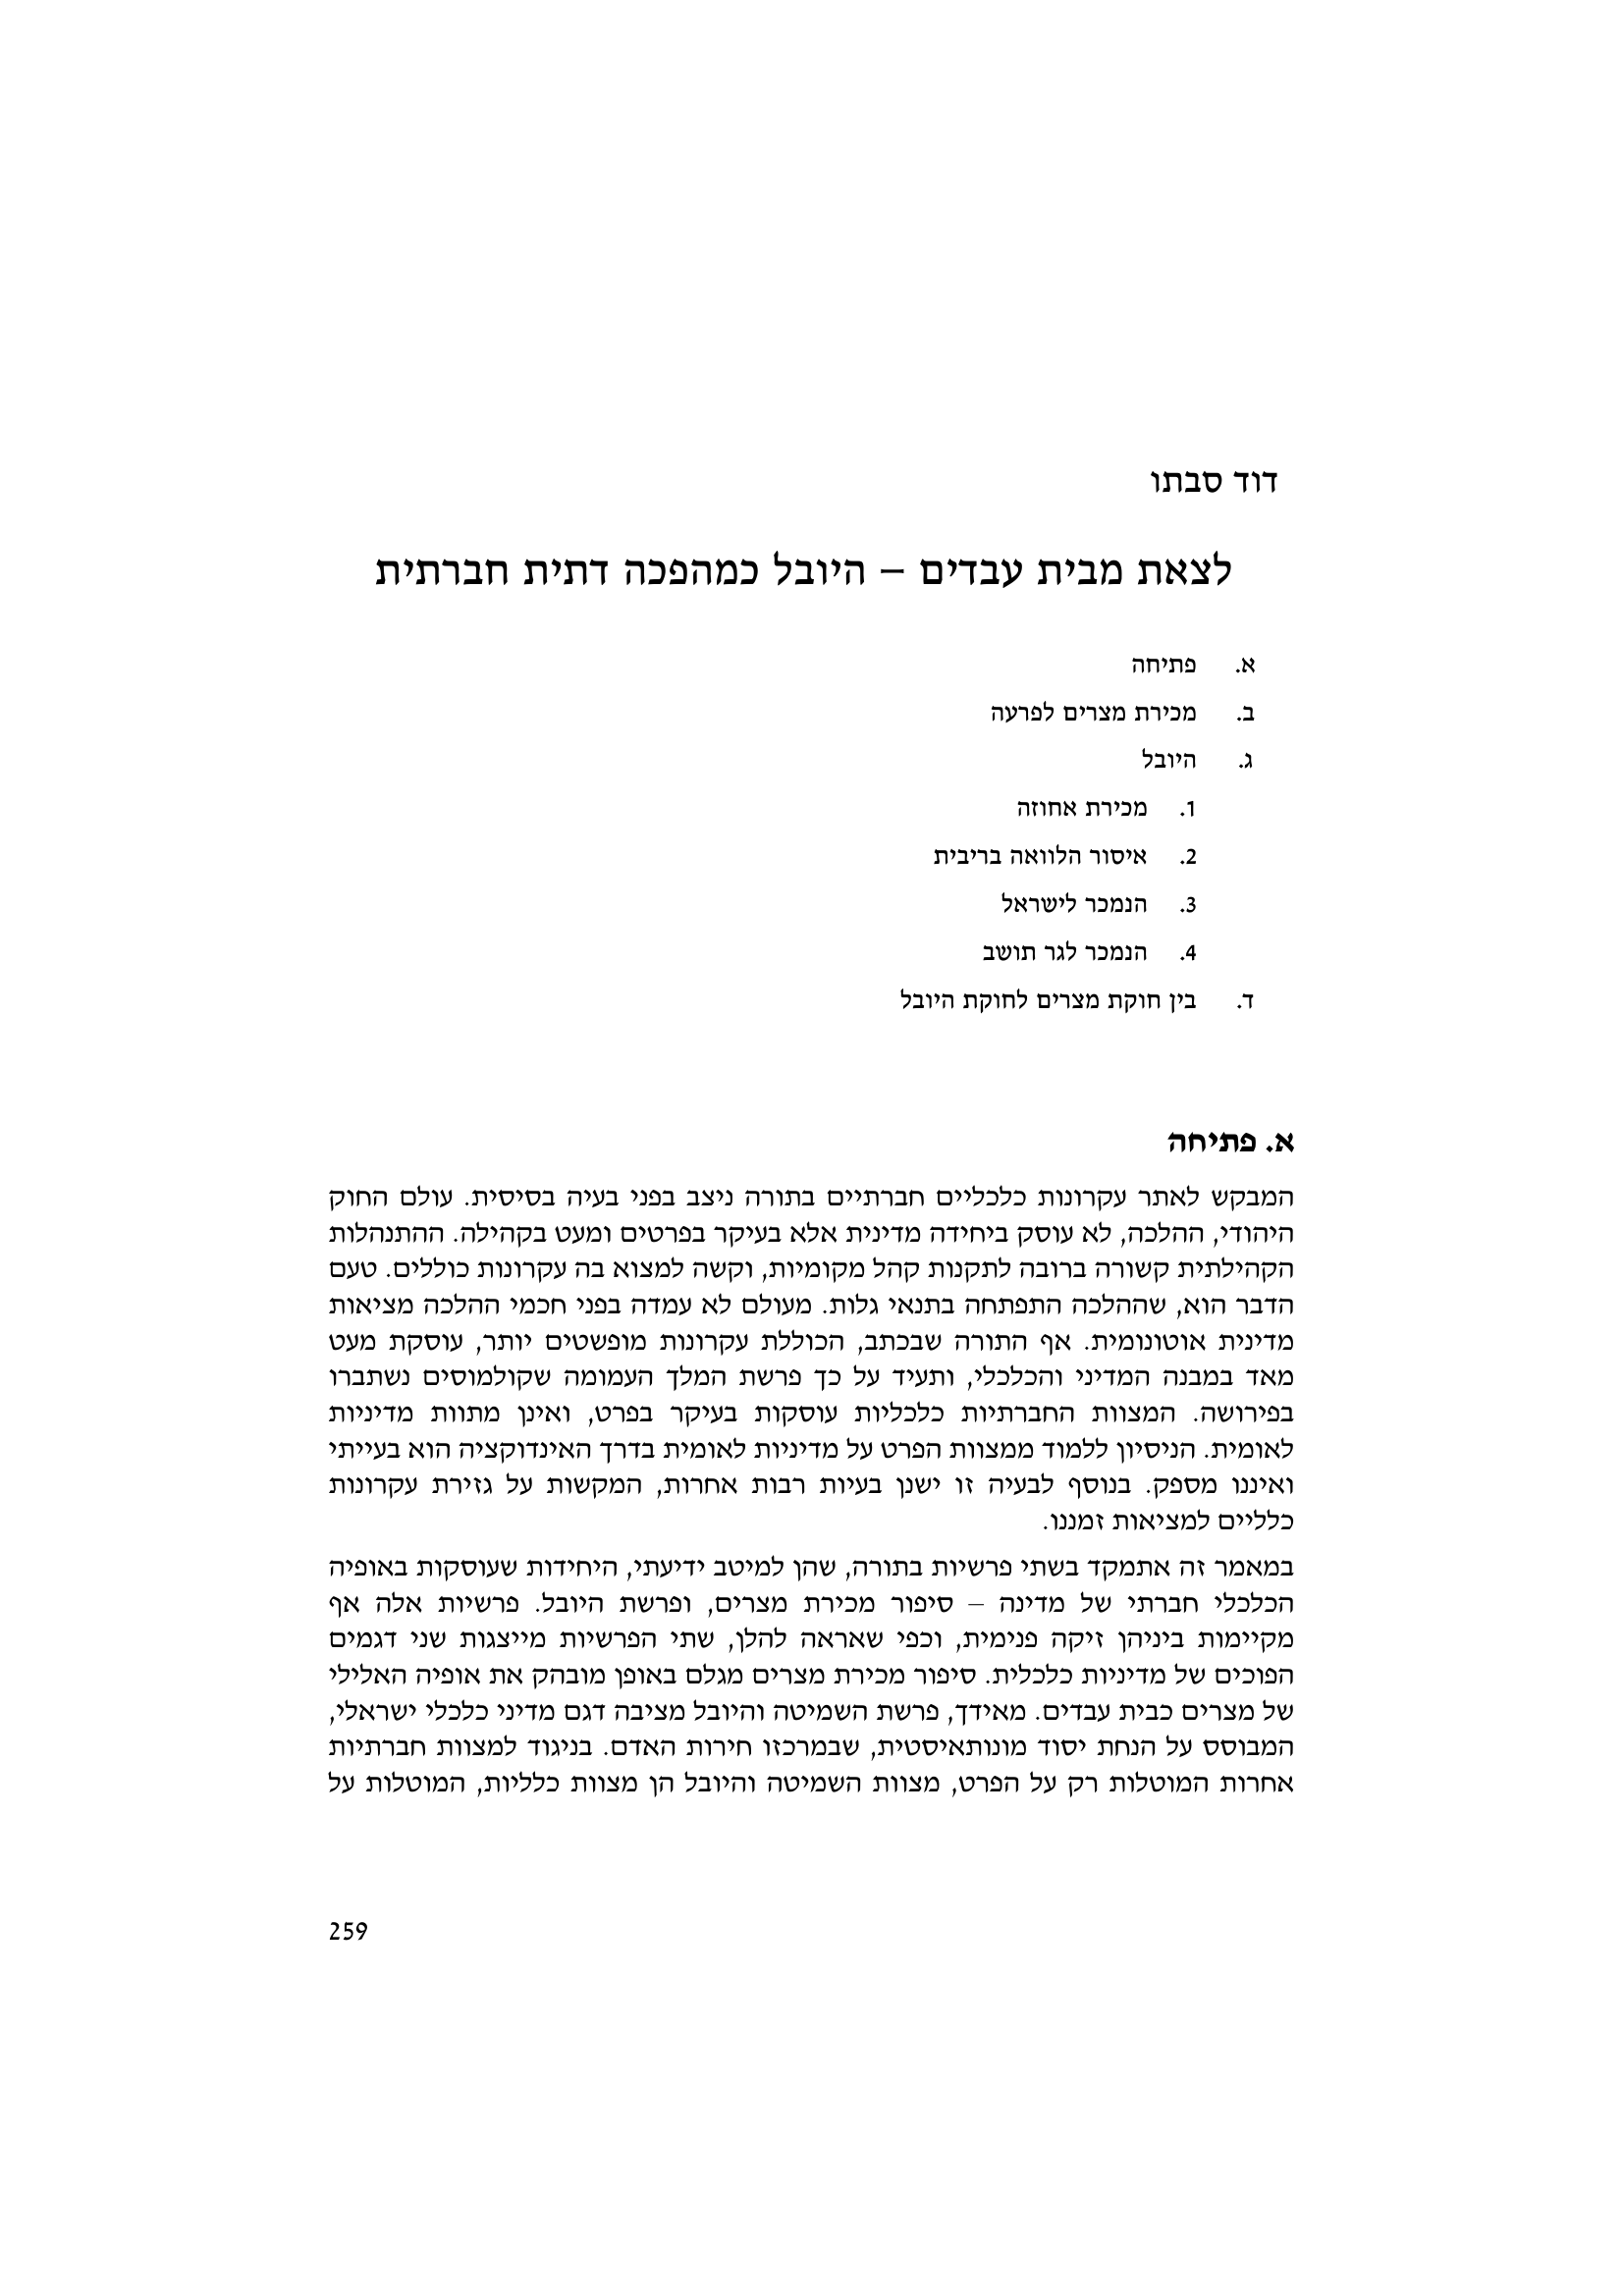 דוד סבתו
לצאת מבית עבדים – היובל כמהפכה דתית חברתית
א. פתיחה
ב. מכירת מצרים לפרעה
ג. היובל
1. מכירת אחוזה
2. איסור הלוואה בריבית
3. הנמכר לישראל
4. הנמכר לגר תושב
ד. בין חוקת מצרים לחוקת היובל
א. פתיחה
המבקש לאתר עקרונות כלכליים חברתיים בתורה ניצב בפני בעיה בסיסית. עולם החוק
היהודי, ההלכה, לא עוסק ביחידה מדינית אלא בעיקר בפרטים ומעט בקהילה. ההתנהלות
הקהילתית קשורה ברובה לתקנות קהל מקומיות, וקשה למצוא בה עקרונות כוללים. טעם
הדבר הוא, שההלכה התפתחה בתנאי גלות. מעולם לא עמדה בפני חכמי ההלכה מציאות
מדינית אוטונומית. אף התורה שבכתב, הכוללת עקרונות מופשטים יותר, עוסקת מעט
מאד במבנה המדיני והכלכלי, ותעיד על כך פרשת המלך העמומה שקולמוסים נשתברו
בפירושה. המצוות החברתיות כלכליות עוסקות בעיקר בפרט, ואינן מתוות מדיניות
לאומית. הניסיון ללמוד ממצוות הפרט על מדיניות לאומית בדרך האינדוקציה הוא בעייתי
ואיננו מספק. בנוסף לבעיה זו ישנן בעיות רבות אחרות, המקשות על גזירת עקרונות
כלליים למציאות זמננו.
במאמר זה אתמקד בשתי פרשיות בתורה, שהן למיטב ידיעתי, היחידות שעוסקות באופיה
הכלכלי חברתי של מדינה – סיפור מכירת מצרים, ופרשת היובל. פרשיות אלה אף
מקיימות ביניהן זיקה פנימית, וכפי שאראה להלן, שתי הפרשיות מייצגות שני דגמים
הפוכים של מדיניות כלכלית. סיפור מכירת מצרים מגלם באופן מובהק את אופיה האלילי
של מצרים כבית עבדים. מאידך, פרשת השמיטה והיובל מציבה דגם מדיני כלכלי ישראלי,
המבוסס על הנחת יסוד מונותאיסטית, שבמרכזו חירות האדם. בניגוד למצוות חברתיות
אחרות המוטלות רק על הפרט, מצוות השמיטה והיובל הן מצוות כלליות, המוטלות על
259